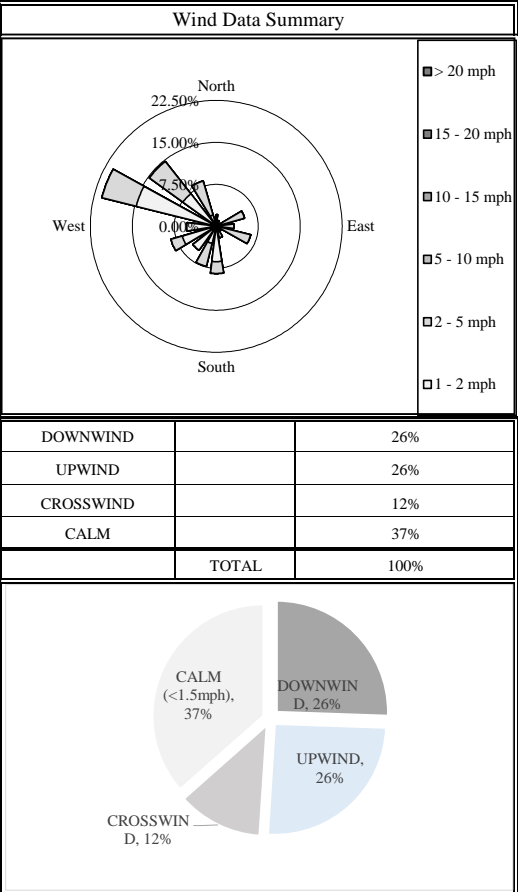 Wind Data Summary
North
22.50%
15.00%
7.50%
0.00%
West
East
South
> 20 mph
15 - 20 mph
10 - 15 mph
5 - 10 mph
2 - 5 mph
1 - 2 mph
DOWNWIND 26%
UPWIND 26%
CROSSWIND 12%
CALM 37%
TOTAL 100%
CALM
(<1.5mph),
37%
DOWNWIN
D, 26%
UPWIND,
26%
CROSSWIN
D, 12%